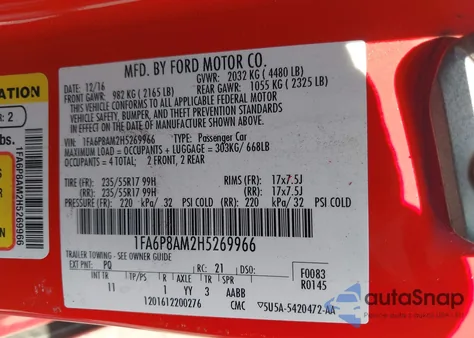 MFD. BY FORD MOTOR CO.
DATE: 12/16 GVWR: 2032 KG ( 4480 LB)
FRONT GAWR: 982 KG ( 2165 LB) REAR GAWR: 1055 KG ( 2325 LB)
THIS VEHICLE CONFORMS TO ALL APPLICABLE FEDERAL MOTOR
VEHICLE SAFETY, BUMPER, AND THEFT PREVENTION STANDARDS
IN EFFECT ON THE DATE OF MANUFACTURE SHOWN ABOVE.
VIN: 1FA6P8AM2H5269966 TYPE: Passenger Car
MAXIMUM LOAD = OCCUPANTS + LUGGAGE = 303KG/ 668LB
OCCUPANTS = 4 TOTAL: 2 FRONT, 2 REAR
TIRE(FR): 235/55R17 99H RIMS(FR): 17x7.5J
TIRE(RR): 235/55R17 99H RIMS(RR): 17x7.5J
PRESSURE(FR): 220 kPa/ 32 PSI COLD (RR): 220 kPa/ 32 PSI COLD
1FA6P8AM2H5269966
TRAILER TOWING - SEE OWNER GUIDE
EXT PNT: PQ RC: 21 DSO: F0083
INT TR TP/PS R AXLE TR SPR R0145
11 1 YY 3 AABB
1201612200276 CMC 5U5A-5420472-AA
ATION
R: 2
lbs.
1FA6P8AM2H5269966
autoSnap